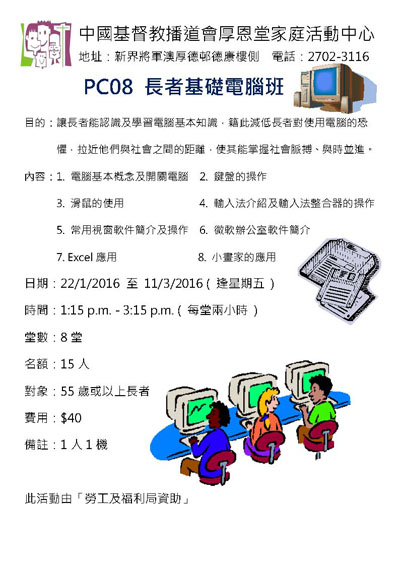 中國基督教播道會厚恩堂家庭活動中心
地址：新界將軍澳厚德邨德康樓側　電話：2702-3116
PC08 長者基礎電腦班
目的：讓長者能認識及學習電腦基本知識，藉此減低長者對使用電腦的恐
懼，拉近他們與社會之間的距離，使其能掌握社會脈搏、與時並進。
內容：1. 電腦基本概念及開關電腦　2. 鍵盤的操作
3. 滑鼠的使用　4. 輸入法介紹及輸入法整合器的操作
5. 常用視窗軟件簡介及操作　6. 微軟辦公室軟件簡介
7. Excel 應用　8. 小畫家的應用
日期：22/1/2016 至 11/3/2016 ( 逢星期五 )
時間：1:15 p.m. - 3:15 p.m. ( 每堂兩小時 )
堂數：8 堂
名額：15 人
對象：55 歲或以上長者
費用：$40
備註：1 人 1 機
此活動由「勞工及福利局資助」